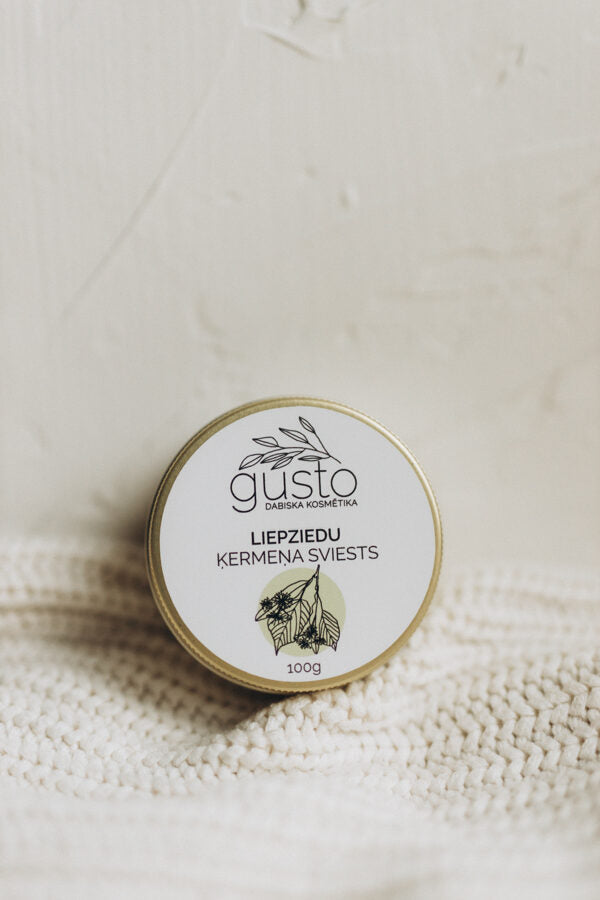 gusto
DABISKA KOSMĒTIKA
LIEPZIEDU
ĶERMEŅA SVIESTS
100g